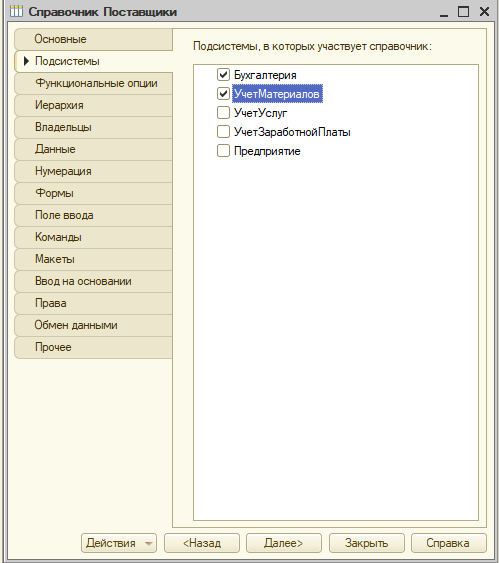 Справочник Поставщики
Основные
Подсистемы
Функциональные опции
Иерархия
Владельцы
Данные
Нумерация
Формы
Поле ввода
Команды
Макеты
Ввод на основании
Права
Обмен данными
Прочее
Подсистемы, в которых участвует справочник:
Бухгалтерия
УчетМатериалов
УчетУслуг
УчетЗаработнойПлаты
Предприятие
Действия
<Назад
Далее>
Закрыть
Справка